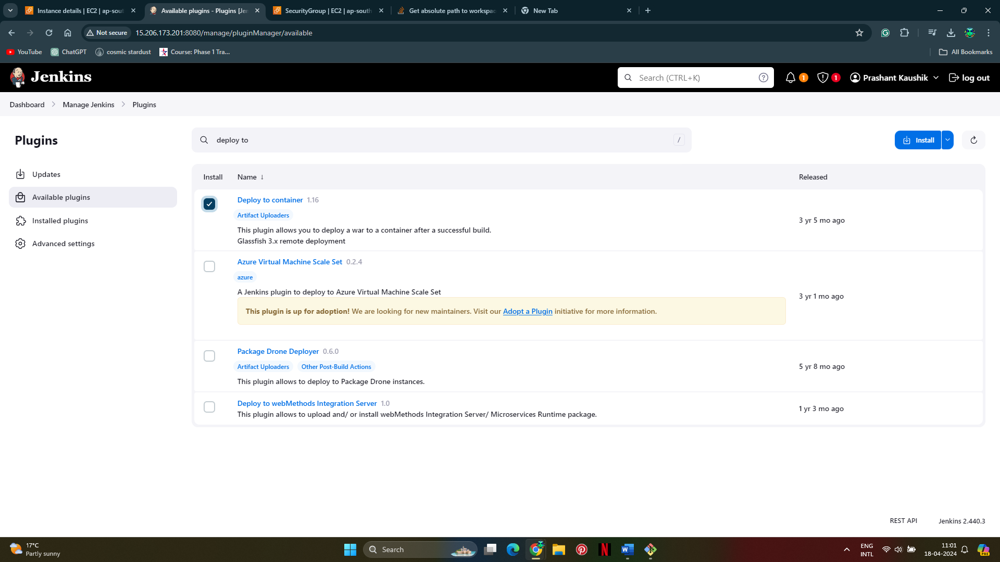 Instance details | EC2 | ap-sout
Available plugins - Plugins [Jen
SecurityGroup | EC2 | ap-south
Get absolute path to workspac
New Tab
Not secure
15.206.173.201:8080/manage/pluginManager/available
YouTube
ChatGPT
cosmic stardust
Course: Phase 1 Tra...
All Bookmarks
Jenkins
Search (CTRL+K)
1
1
Prashant Kaushik
log out
Dashboard
Manage Jenkins
Plugins
Plugins
Updates
Available plugins
Installed plugins
Advanced settings
deploy to
/
Install
Install
Name ↓
Released
Deploy to container 1.16
Artifact Uploaders
This plugin allows you to deploy a war to a container after a successful build.
Glassfish 3.x remote deployment
3 yr 5 mo ago
Azure Virtual Machine Scale Set 0.2.4
azure
A Jenkins plugin to deploy to Azure Virtual Machine Scale Set
This plugin is up for adoption! We are looking for new maintainers. Visit our Adopt a Plugin initiative for more information.
3 yr 1 mo ago
Package Drone Deployer 0.6.0
Artifact Uploaders
Other Post-Build Actions
This plugin allows to deploy to Package Drone instances.
5 yr 8 mo ago
Deploy to webMethods Integration Server 1.0
This plugin allows to upload and/ or install webMethods Integration Server/ Microservices Runtime package.
1 yr 3 mo ago
REST API
Jenkins 2.440.3
17°C
Partly sunny
Search
ENG
INTL
11:01
18-04-2024
PRE